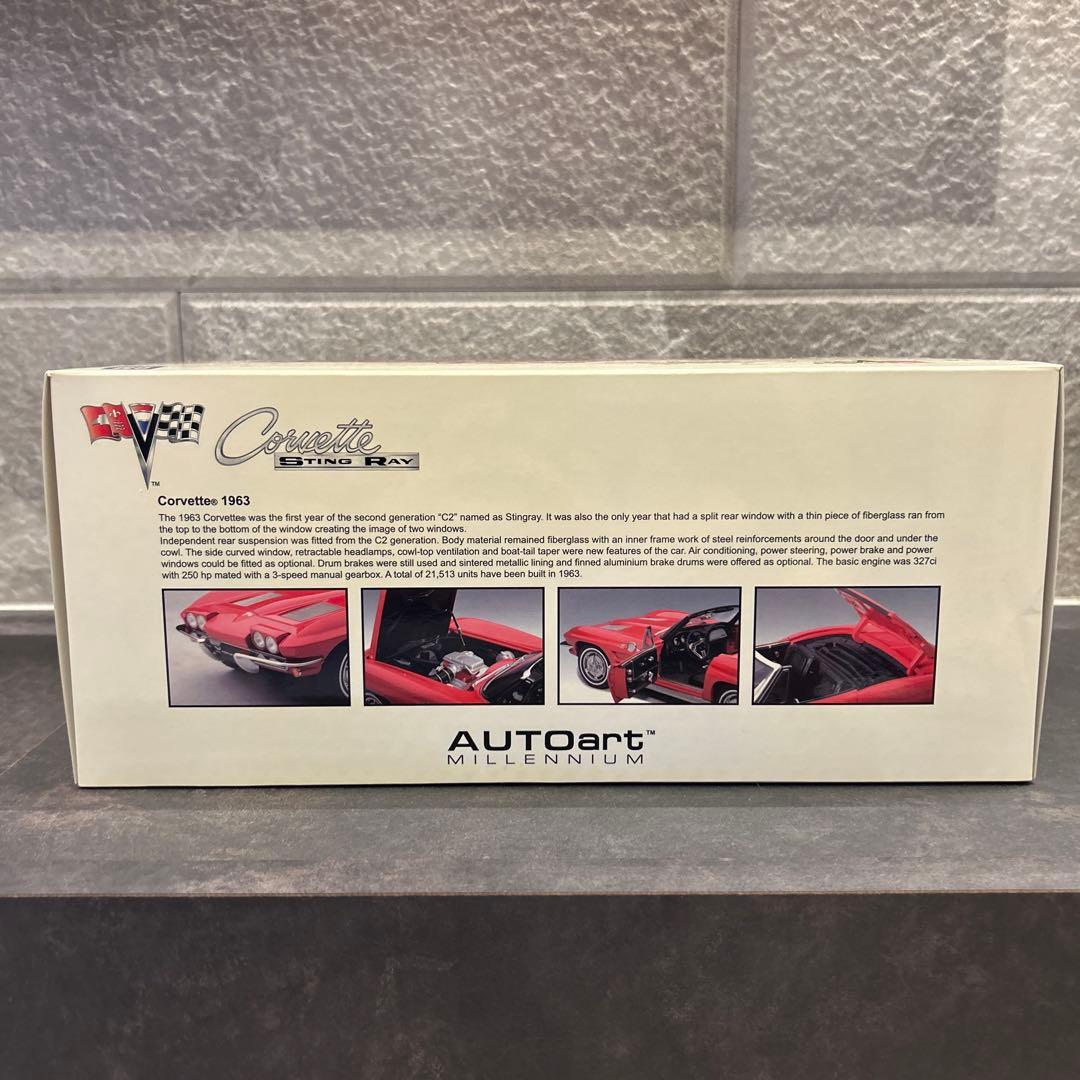 Corvette
STING RAY
TM
Corvette® 1963
The 1963 Corvette® was the first year of the second generation "C2" named as Stingray. It was also the only year that had a split rear window with a thin piece of fiberglass ran from
the top to the bottom of the window creating the image of two windows.
Independent rear suspension was fitted from the C2 generation. Body material remained fiberglass with an inner frame work of steel reinforcements around the door and under the
cowl. The side curved window, retractable headlamps, cowl-top ventilation and boat-tail taper were new features of the car. Air conditioning, power steering, power brake and power
windows could be fitted as optional. Drum brakes were still used and sintered metallic lining and finned aluminium brake drums were offered as optional. The basic engine was 327ci
with 250 hp mated with a 3-speed manual gearbox. A total of 21,513 units have been built in 1963.
AUTOart™
MILLENNIUM